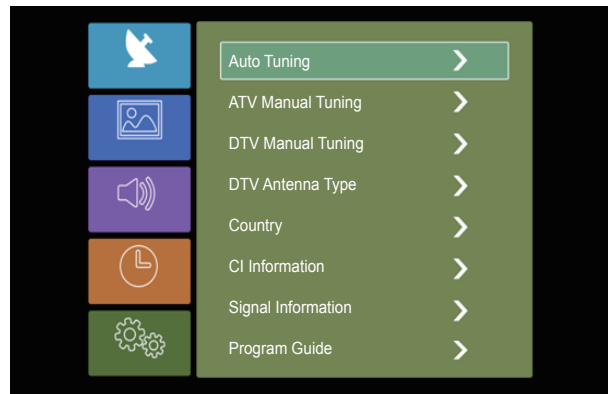 Auto Tuning
ATV Manual Tuning
DTV Manual Tuning
DTV Antenna Type
Country
CI Information
Signal Information
Program Guide